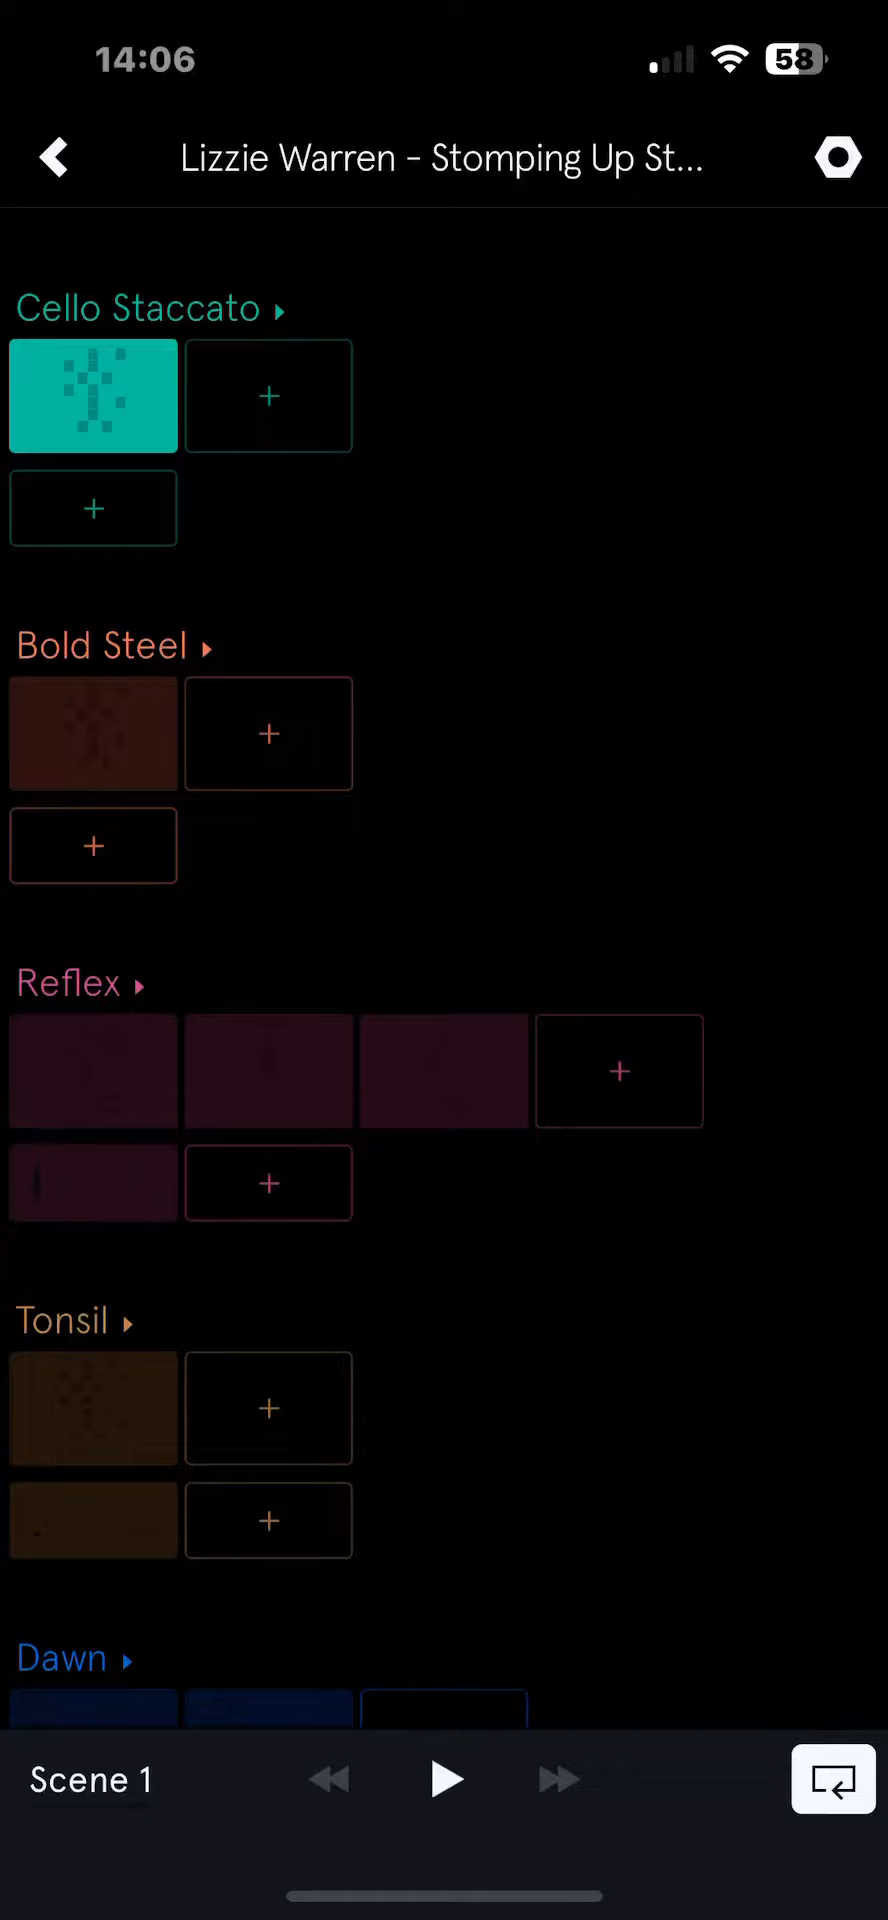 14:06
58
Lizzie Warren - Stomping Up St...
Cello Staccato
Bold Steel
Reflex
Tonsil
Dawn
Scene 1